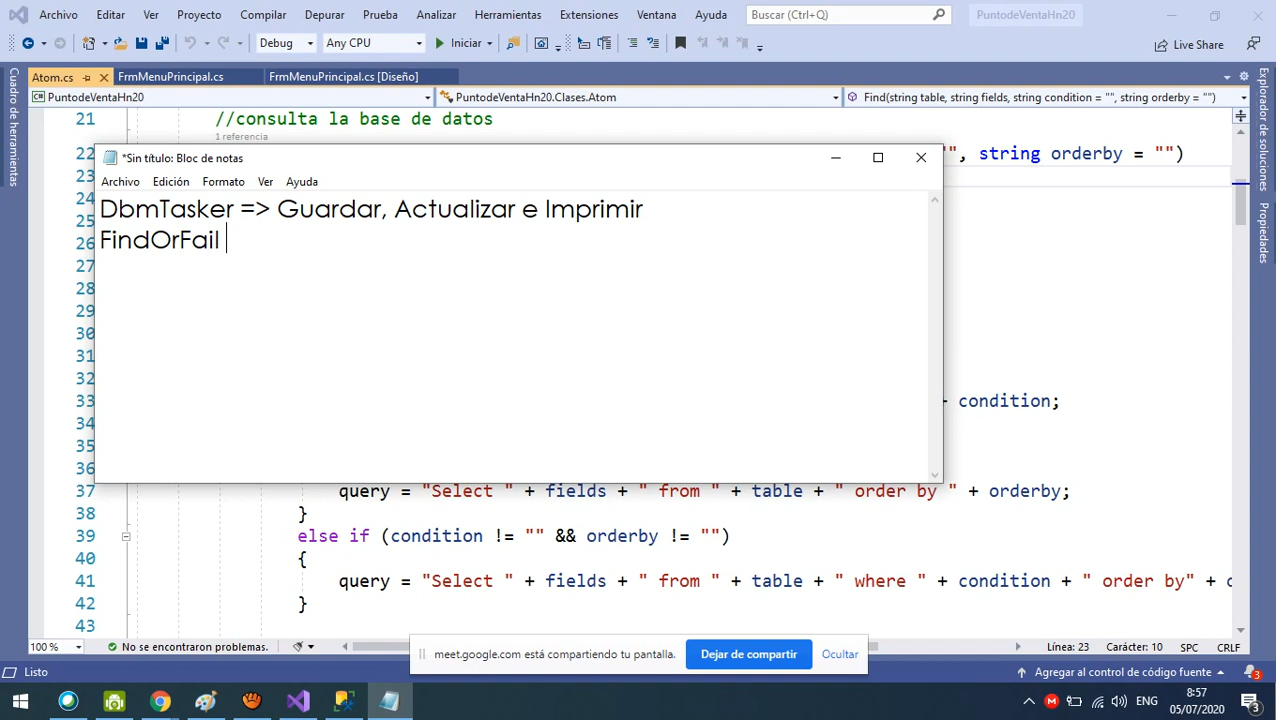 Archivo Editar Ver Proyecto Compilar Depurar Prueba Analizar Herramientas Extensiones Ventana Ayuda Buscar (Ctrl+Q) PuntodeVentaHn20
Debug Any CPU Iniciar Live Share
Atom.cs FrmMenuPrincipal.cs FrmMenuPrincipal.cs [Diseño]
PuntodeVentaHn20 PuntodeVentaHn20.Clases.Atom Find(string table, string fields, string condition = "", string orderby = "")
Cuadro de herramientas
Explorador de soluciones
Propiedades
21 //consulta la base de datos
1 referencia
22 "", string orderby = "")
23
24
25
26
27
28
29
30
31
32
33 + condition;
34
35
36
37 query = "Select " + fields + " from " + table + " order by " + orderby;
38 }
39 else if (condition != "" && orderby != "")
40 {
41 query = "Select " + fields + " from " + table + " where " + condition + " order by" + o
42 }
43
*Sin título: Bloc de notas
Archivo Edición Formato Ver Ayuda
DbmTasker => Guardar, Actualizar e Imprimir
FindOrFail
100 % No se encontraron problemas. Línea: 23 Carácter: 10 SPC CRLF
meet.google.com está compartiendo tu pantalla. Dejar de compartir Ocultar
Listo Agregar al control de código fuente 3
ENG 8:57
05/07/2020 3